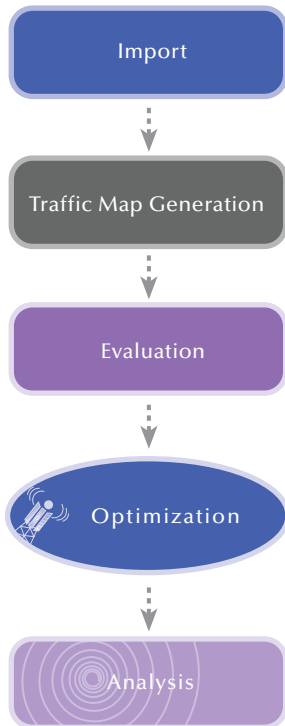 Import
Traffic Map Generation
Evaluation
Optimization
Analysis